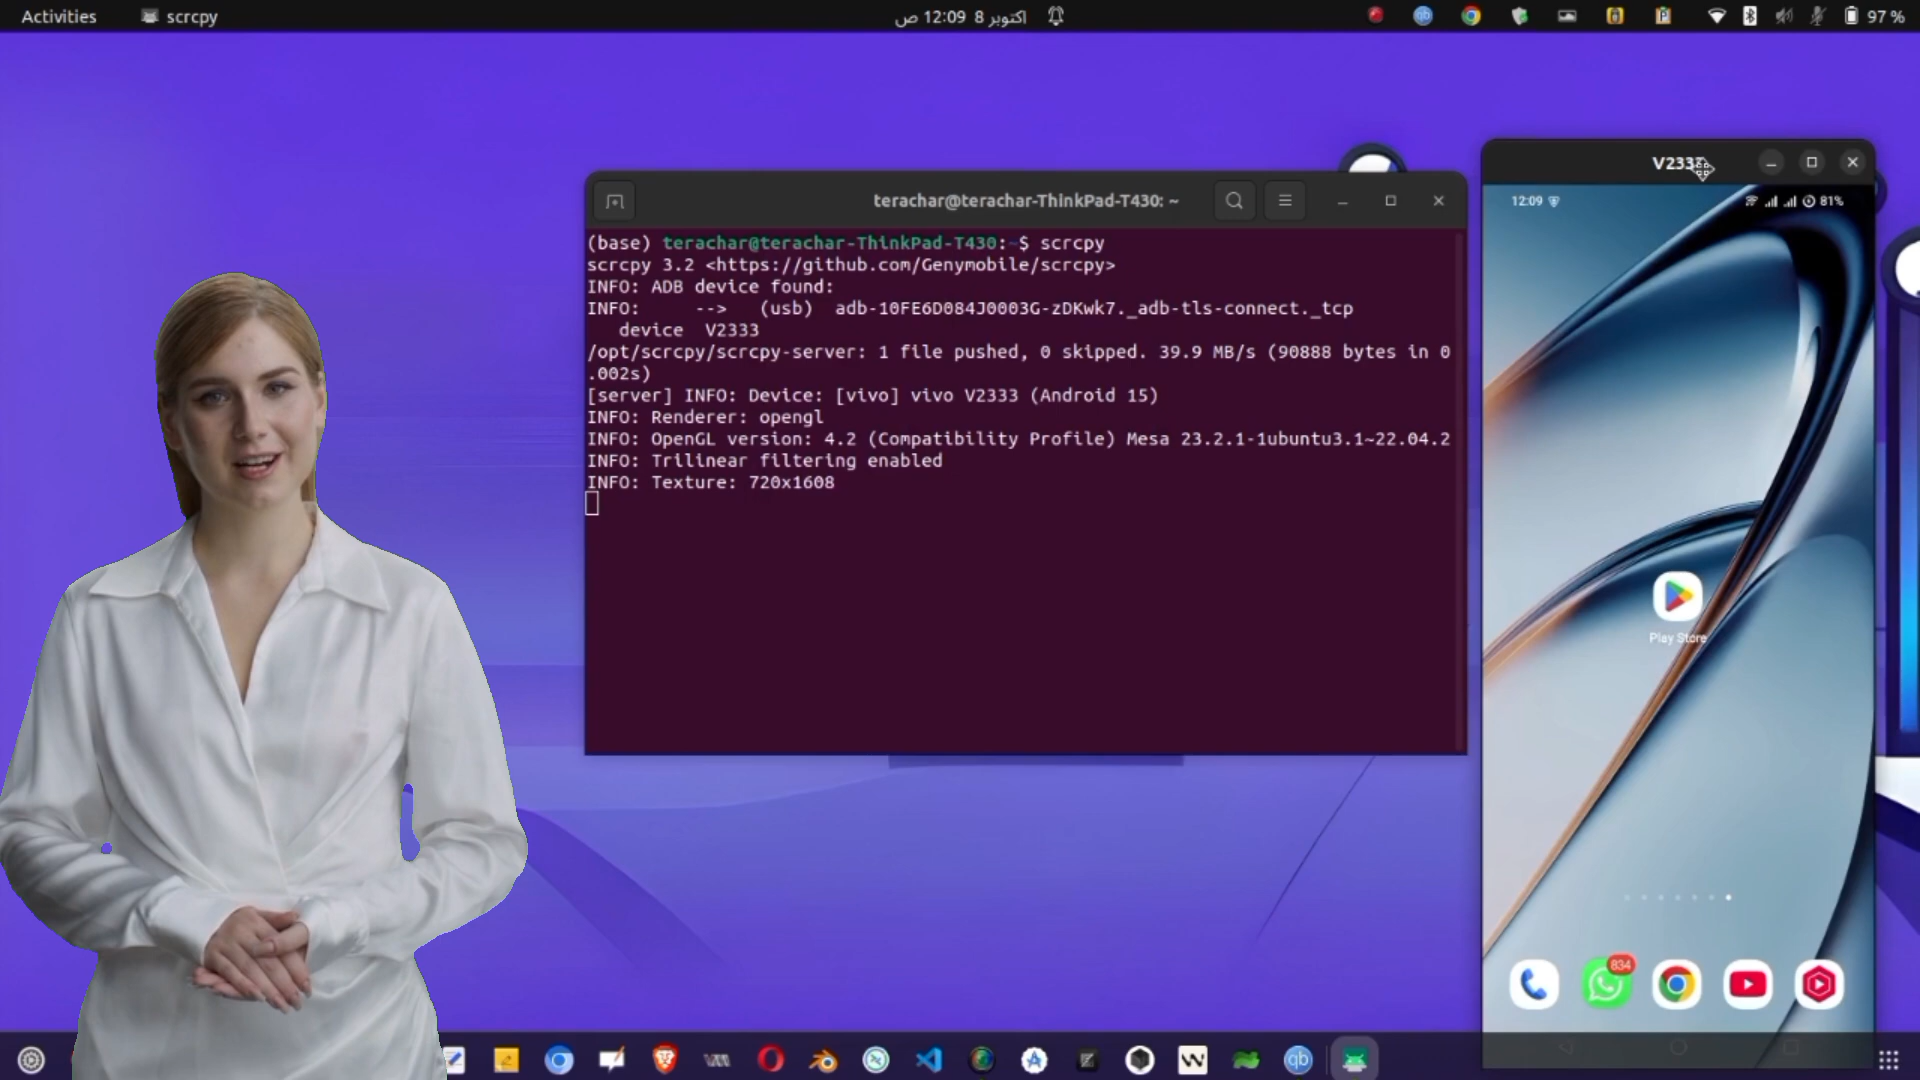 Activities
scrcpy
اکتوبر 8 12:09 ص
97 %
terachar@terachar-ThinkPad-T430: ~
(base) terachar@terachar-ThinkPad-T430:~$ scrcpy
scrcpy 3.2 <https://github.com/Genymobile/scrcpy>
INFO: ADB device found:
INFO:     -->   (usb)  adb-10FE6D084J0003G-zDKwk7._adb-tls-connect._tcp
device  V2333
/opt/scrcpy/scrcpy-server: 1 file pushed, 0 skipped. 39.9 MB/s (90888 bytes in 0
.002s)
[server] INFO: Device: [vivo] vivo V2333 (Android 15)
INFO: Renderer: opengl
INFO: OpenGL version: 4.2 (Compatibility Profile) Mesa 23.2.1-1ubuntu3.1~22.04.2
INFO: Trilinear filtering enabled
INFO: Texture: 720x1608
V2333
12:09
81%
Play Store
834
qb